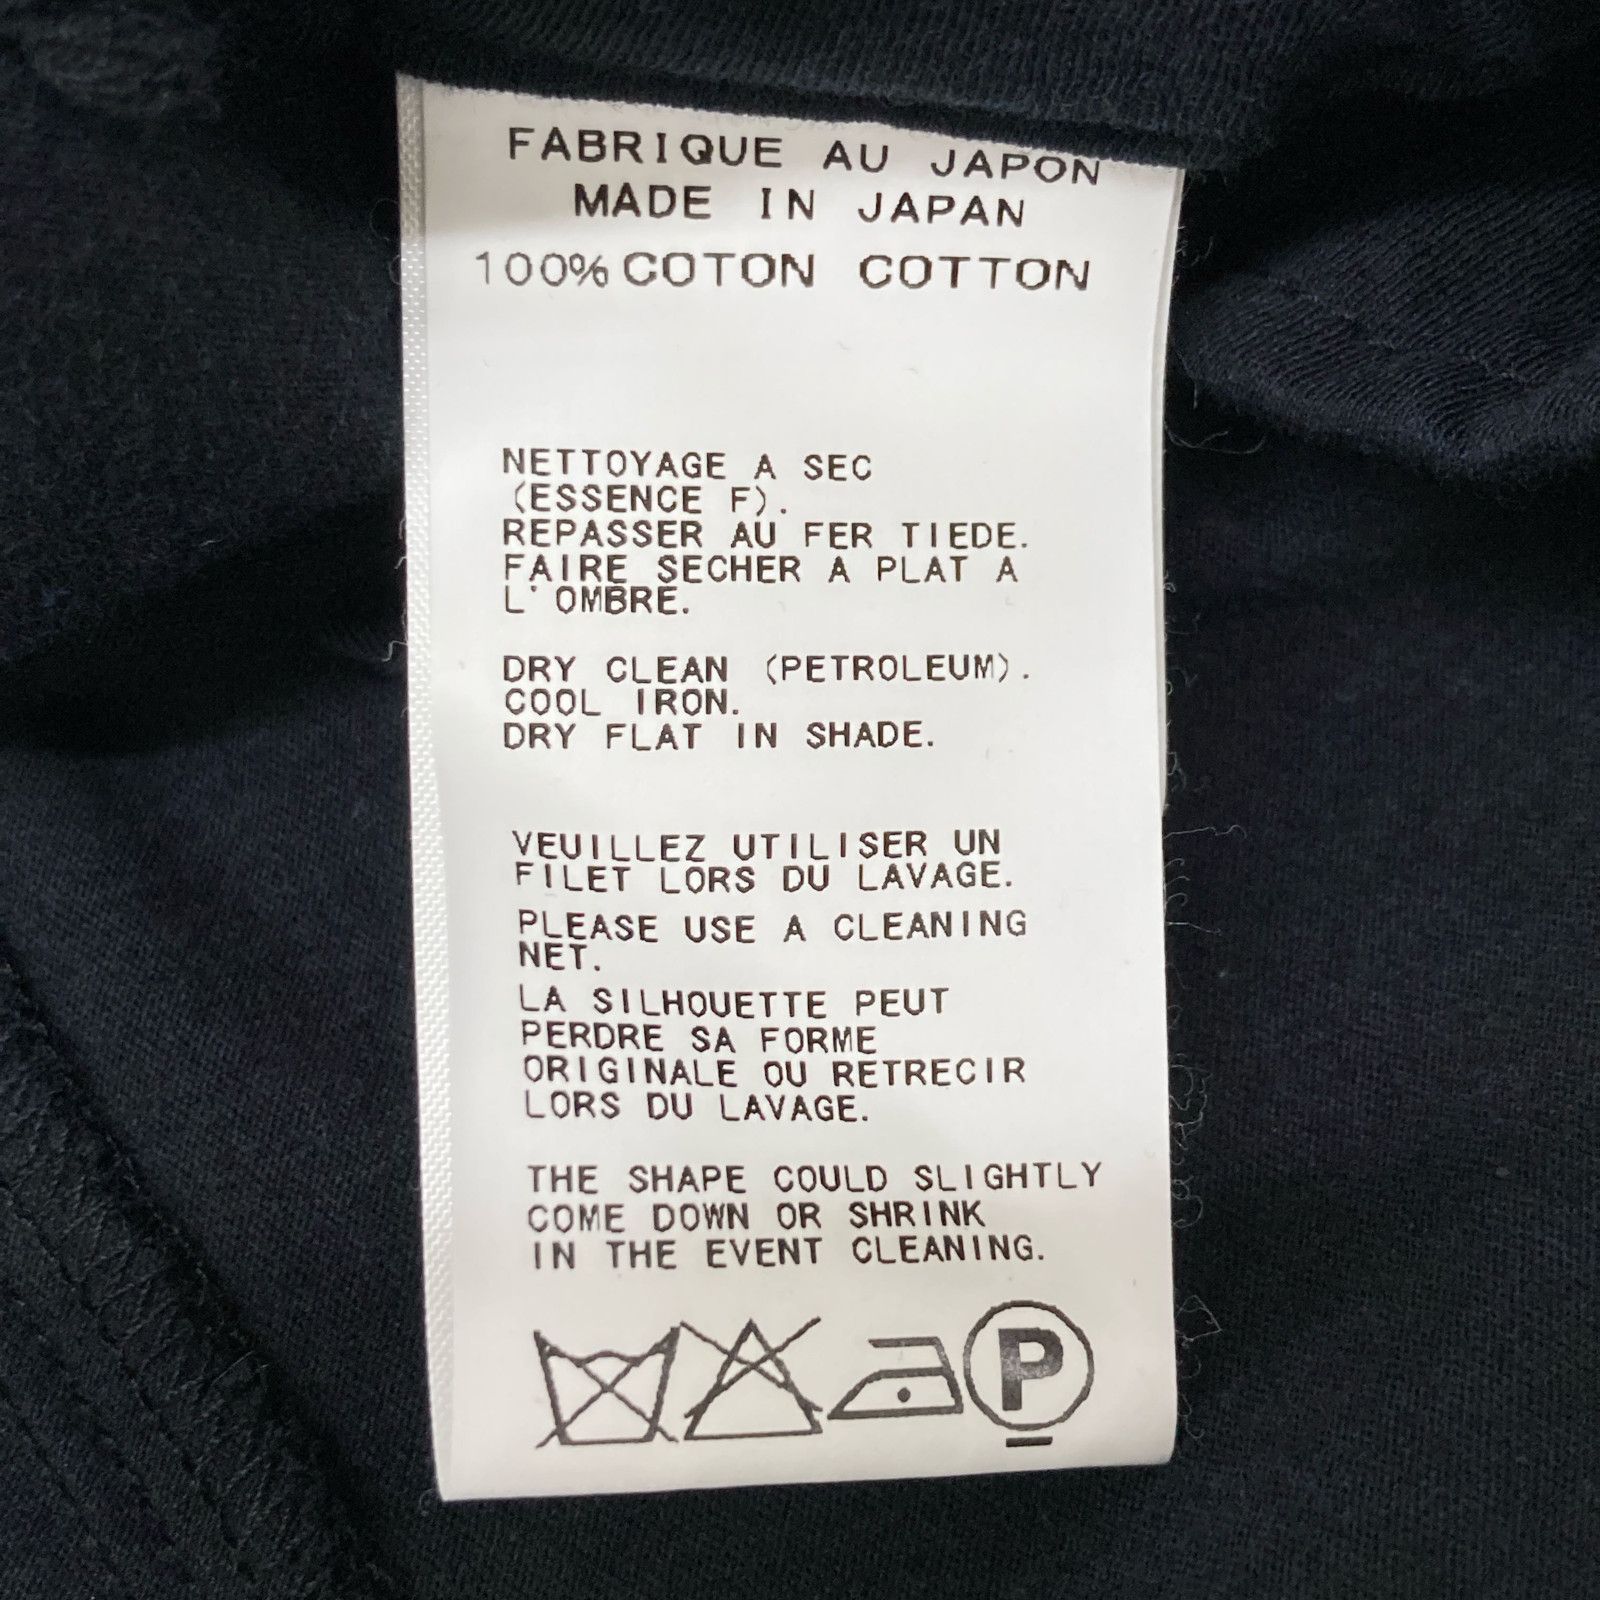 FABRIQUE AU JAPON
MADE IN JAPAN
100% COTON COTTON
NETTOYAGE A SEC
(ESSENCE F).
REPASSER AU FER TIEDE.
FAIRE SECHER A PLAT A
L'OMBRE.
DRY CLEAN (PETROLEUM).
COOL IRON.
DRY FLAT IN SHADE.
VEUILLEZ UTILISER UN
FILET LORS DU LAVAGE.
PLEASE USE A CLEANING
NET.
LA SILHOUETTE PEUT
PERDRE SA FORME
ORIGINALE OU RETRECIR
LORS DU LAVAGE.
THE SHAPE COULD SLIGHTLY
COME DOWN OR SHRINK
IN THE EVENT CLEANING.
P